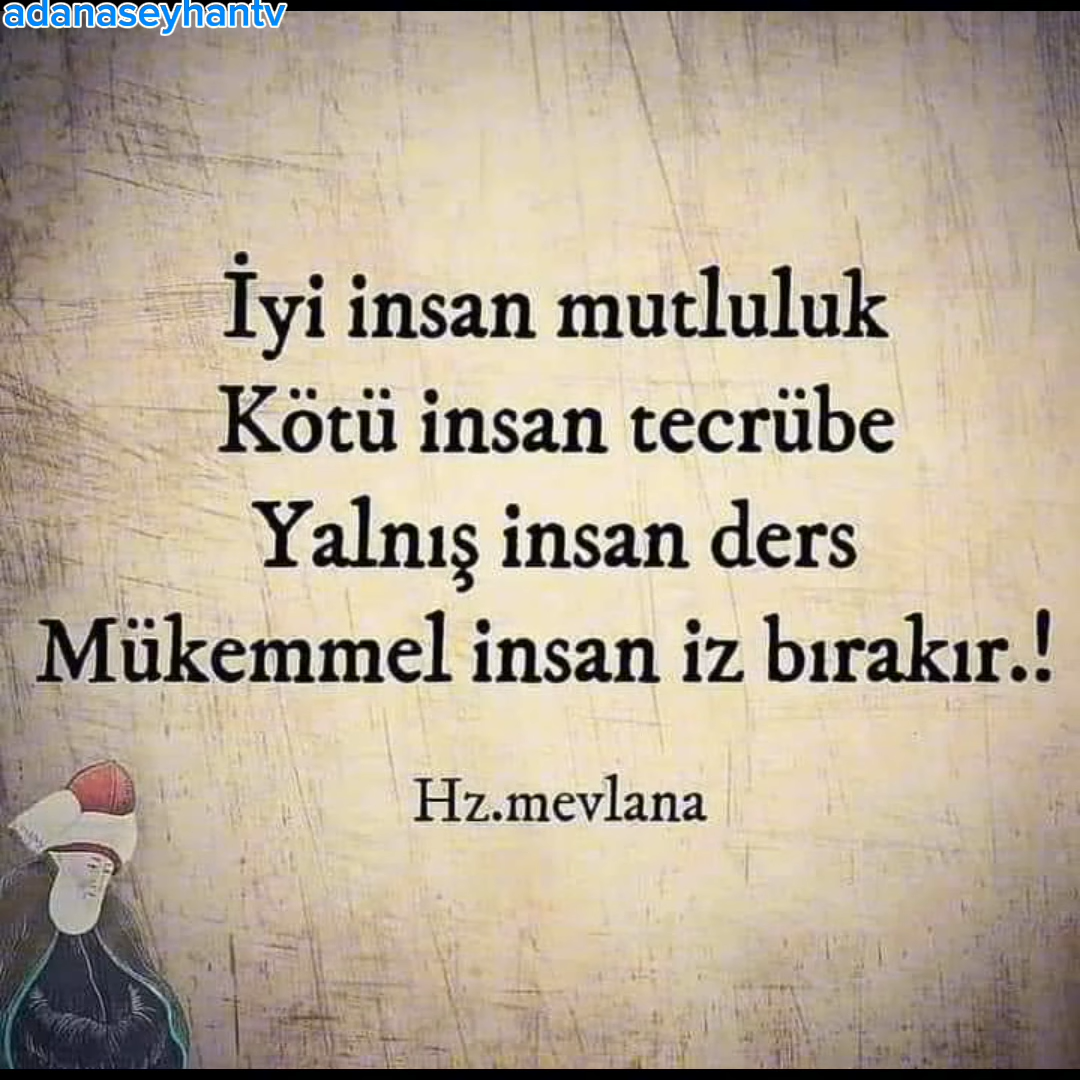 adanaseyhantv
İyi insan mutluluk
Kötü insan tecrübe
Yalnış insan ders
Mükemmel insan iz bırakır.!
Hz.mevlana